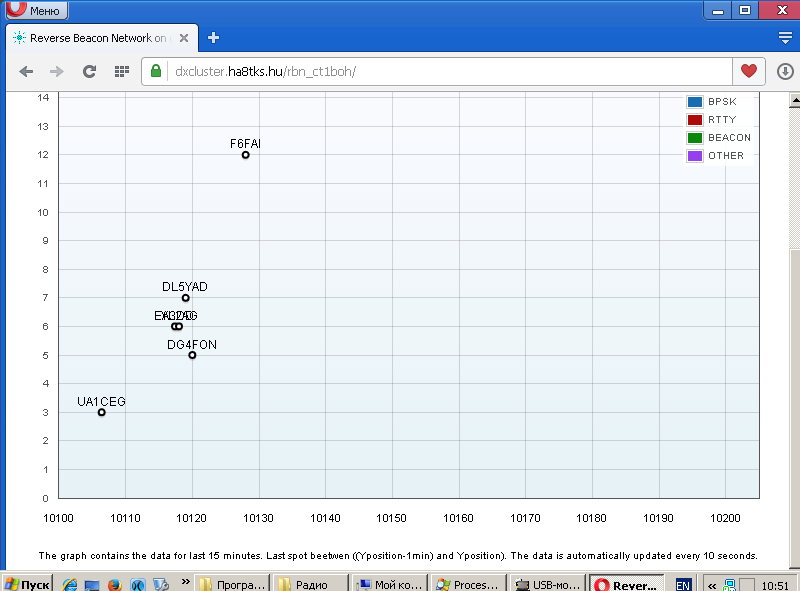 Меню
Reverse Beacon Network on
dxcluster.ha8tks.hu/rbn_ct1boh/
14
BPSK
RTTY
13
BEACON
F6FAI
12
OTHER
11
10
9
8
DL5YAD
7
6
DG4FON
5
4
UA1CEG
3
2
1
0
10100 10110 10120 10130 10140 10150 10160 10170 10180 10190 10200
The graph contains the data for last 15 minutes. Last spot beetwen ((Yposition-1min) and Yposition). The data is automatically updated every 10 seconds.
Пуск » Програ... Радио Мой ко... Proces... USB-мо... Rever... EN « 10:51